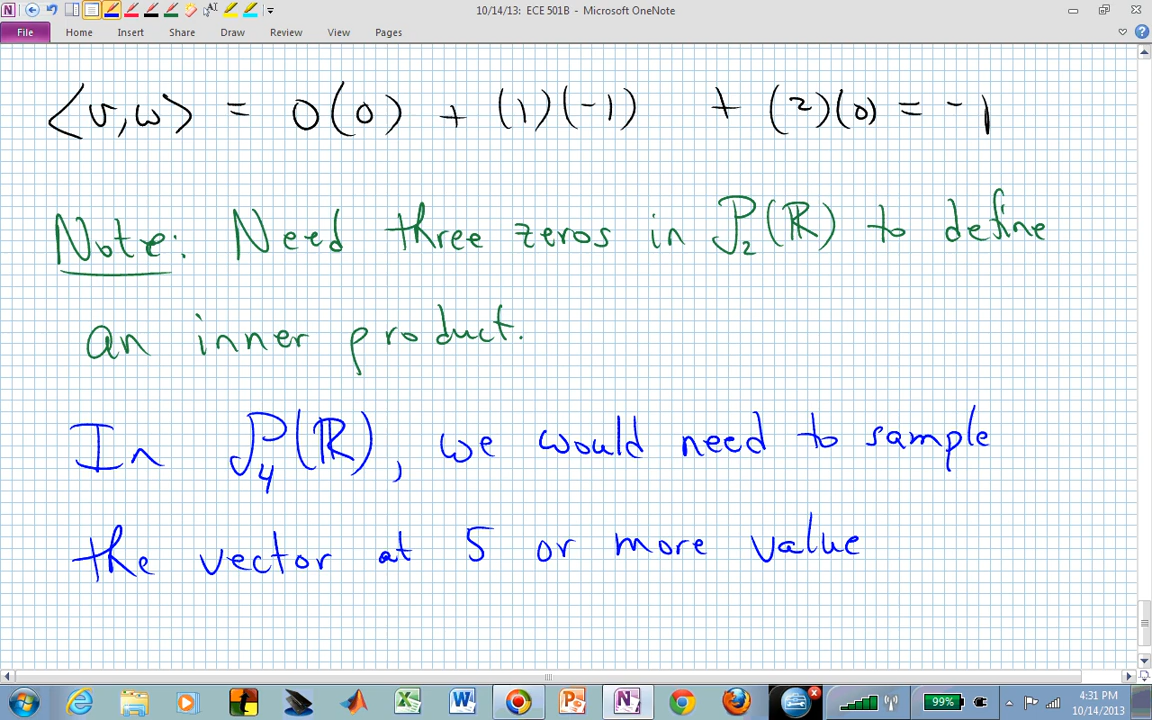 10/14/13: ECE 501B - Microsoft OneNote
File Home Insert Share Draw Review View Pages
<v,w> = 0(0) + (1)(-1) + (2)(0) = -1
Note: Need three zeros in P₂(ℝ) to define
an inner product.
In P₄(ℝ), we would need to sample
the vector at 5 or more value
99%
4:31 PM
10/14/2013